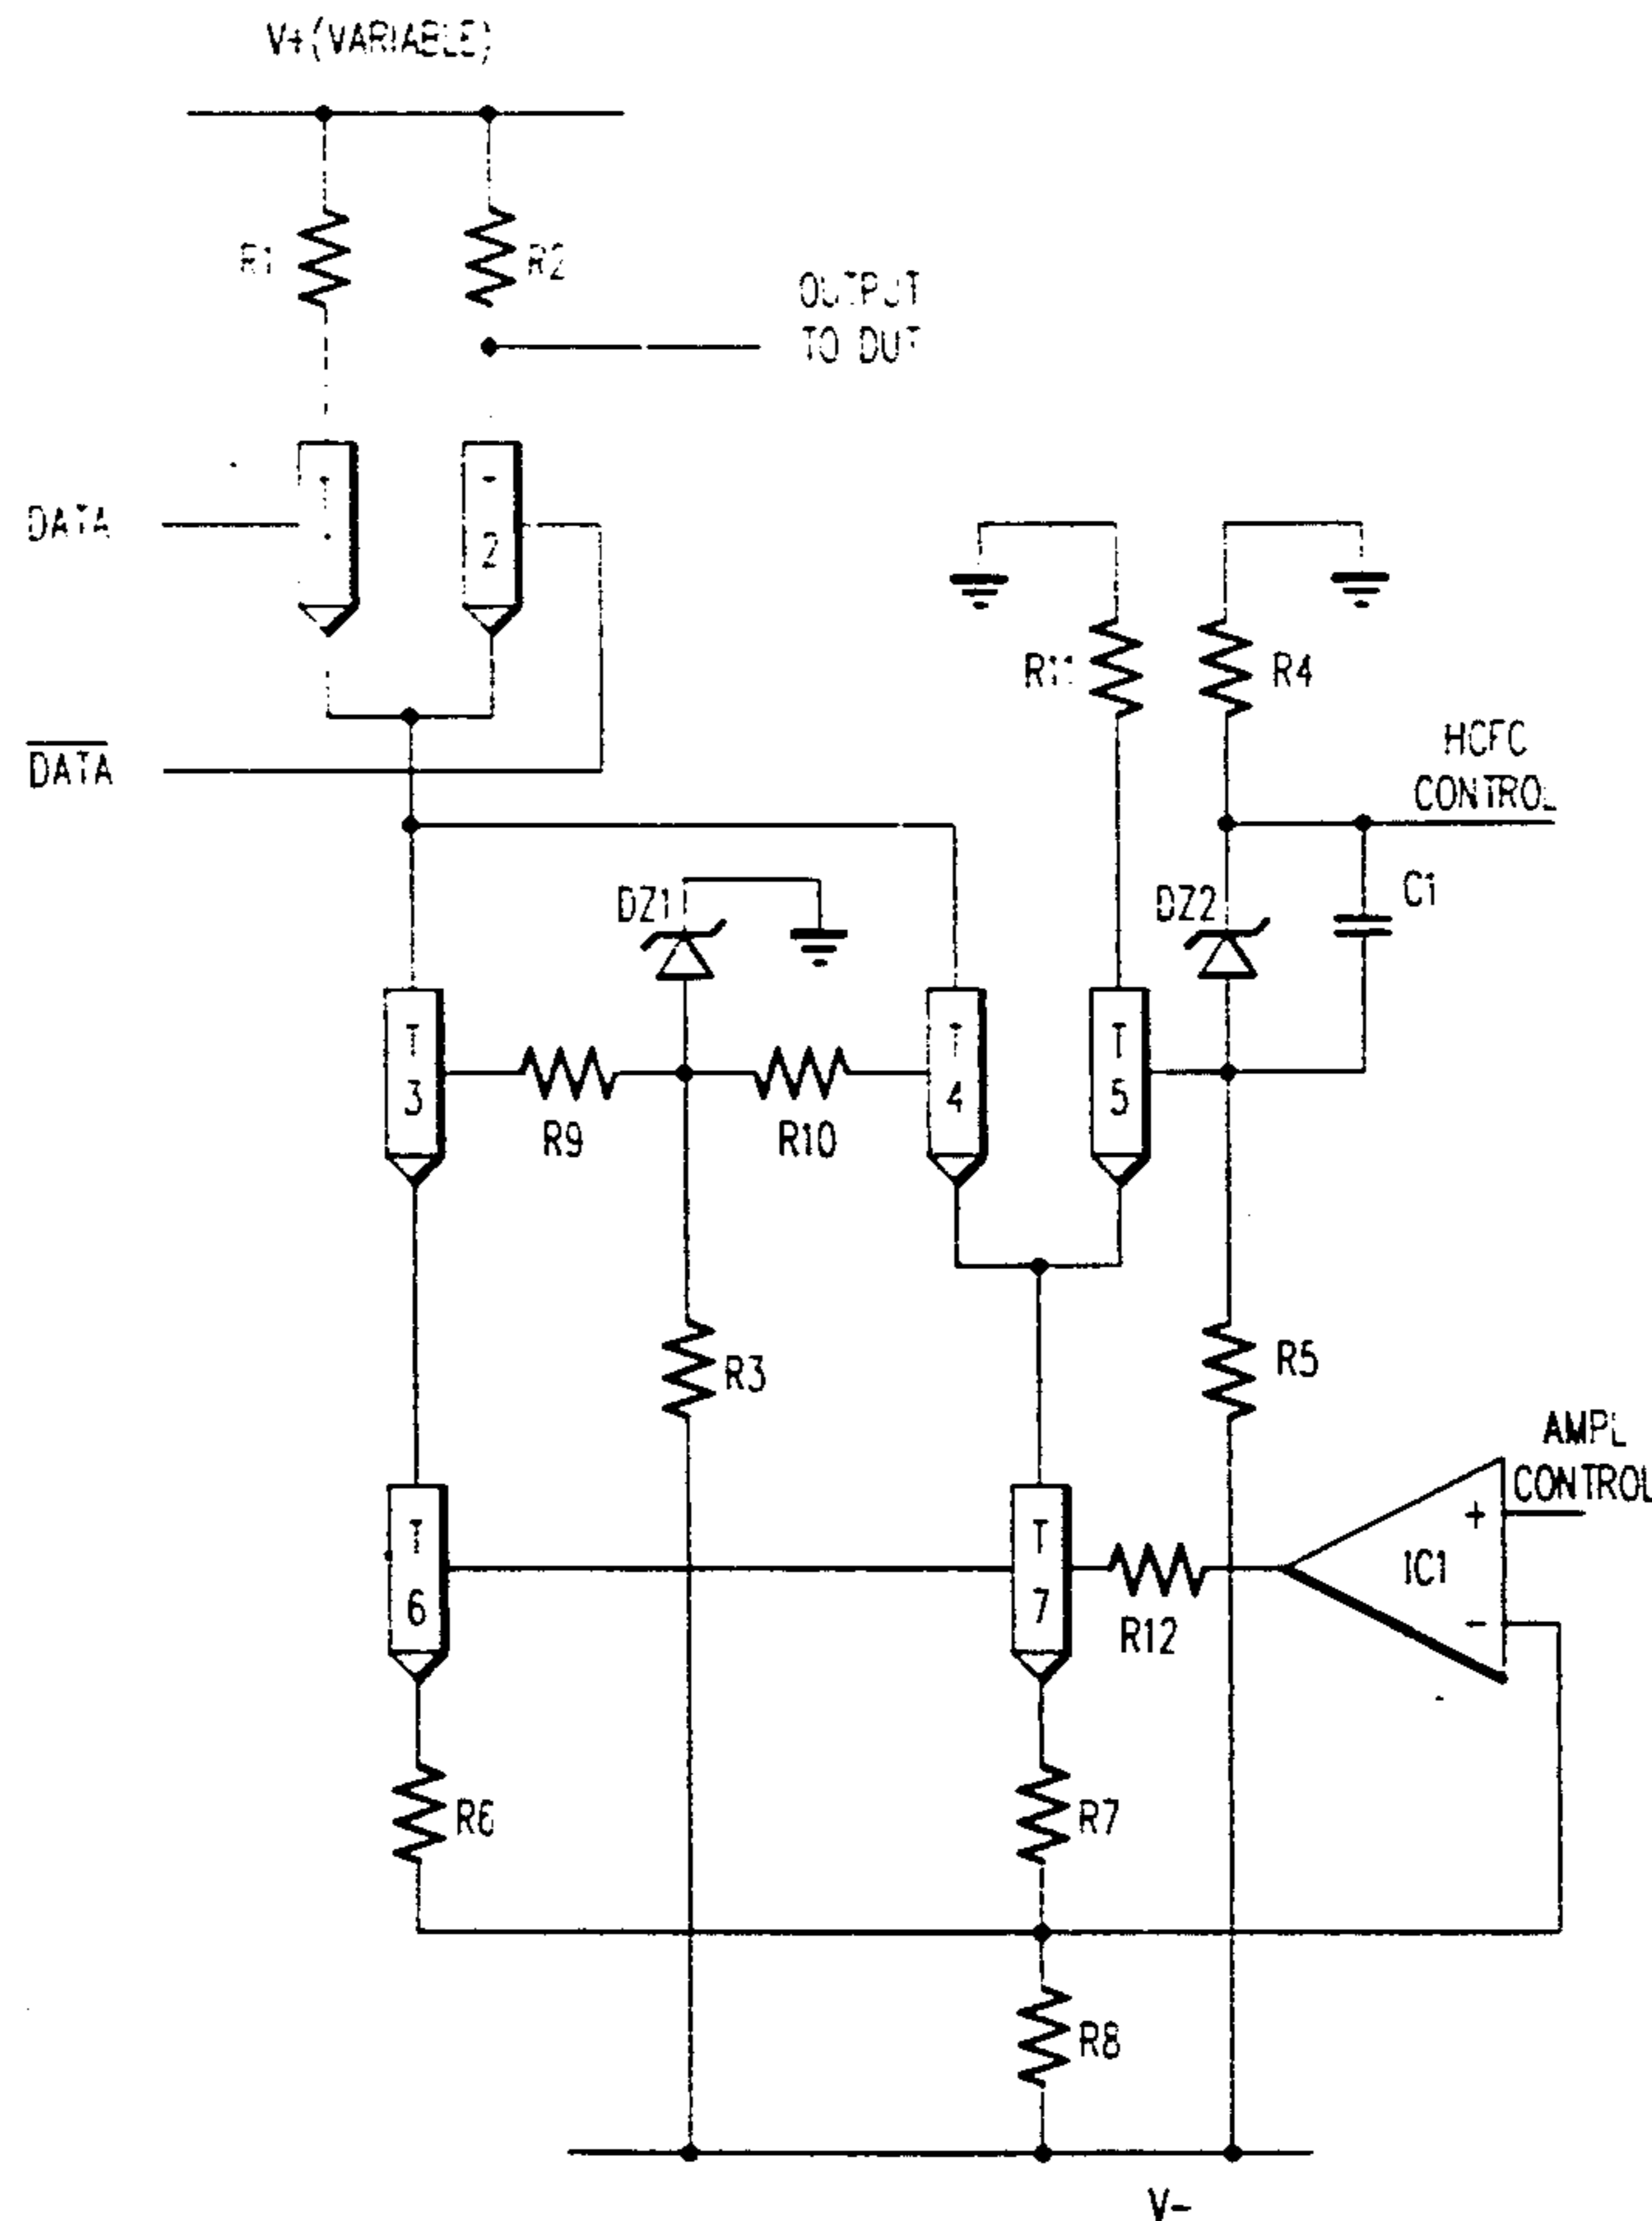 V+(VARIABLE)
R1
R2
OUTPUT
TO DUT
DATA
2
DATA
R11
R4
HCFC
CONTROL
DZ1
DZ2
C1
T
3
R9
R10
T
4
T
5
R3
R5
AMPL
CONTROL
T
6
T
7
R12
IC1
+
−
R6
R7
R8
V−